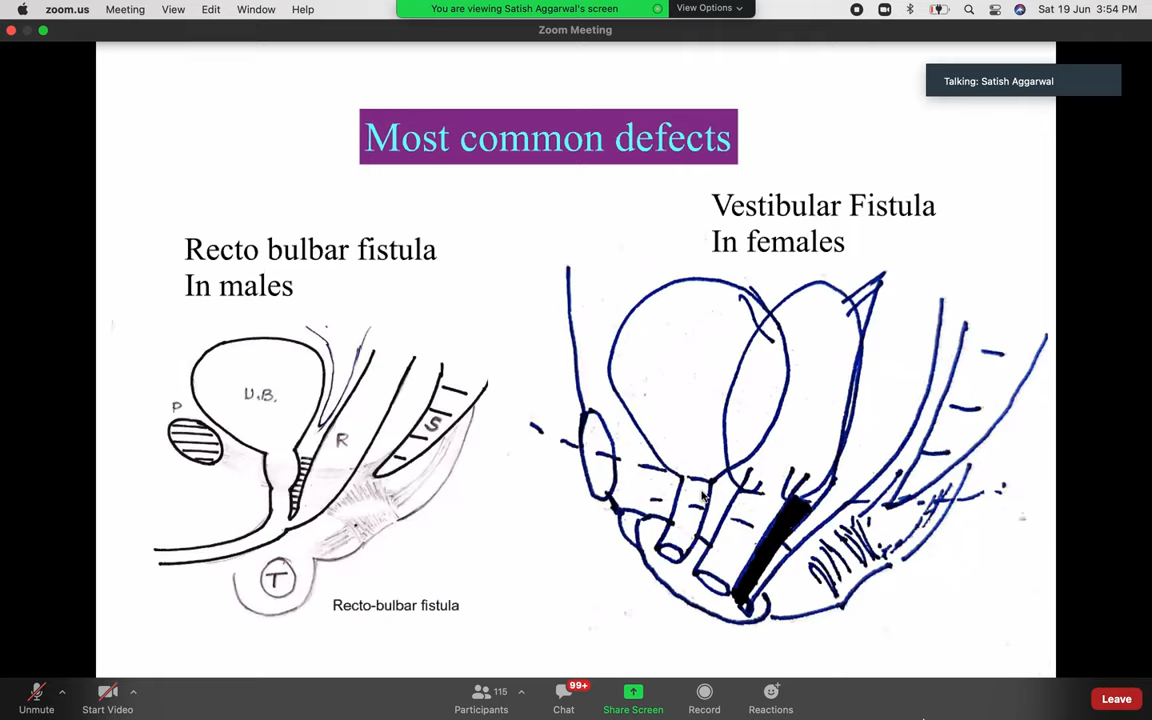 zoom.us Meeting View Edit Window Help
You are viewing Satish Aggarwal's screen
View Options
Sat 19 Jun 3:54 PM
Zoom Meeting
Talking: Satish Aggarwal
Most common defects
Vestibular Fistula
In females
Recto bulbar fistula
In males
U.B.
P
R
S
T
Recto-bulbar fistula
Unmute
Start Video
115
Participants
99+
Chat
Share Screen
Record
Reactions
Leave